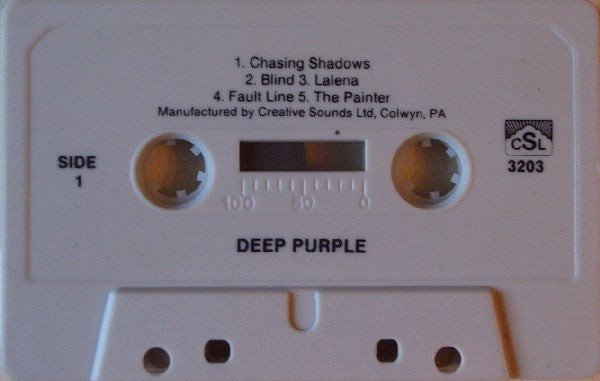 1. Chasing Shadows
2. Blind 3. Lalena
4. Fault Line 5. The Painter
Manufactured by Creative Sounds Ltd, Colwyn, PA
SIDE
1
CSL
3203
100 50 0
DEEP PURPLE